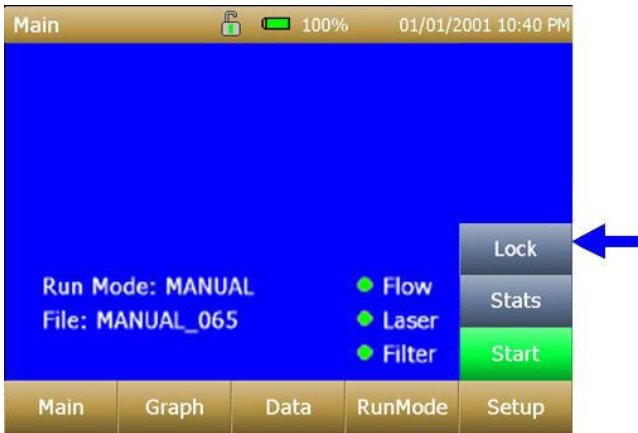 Main 100% 01/01/2001 10:40 PM
Lock
Run Mode: MANUAL Flow Stats
File: MANUAL_065 Laser
Filter Start
Main Graph Data RunMode Setup